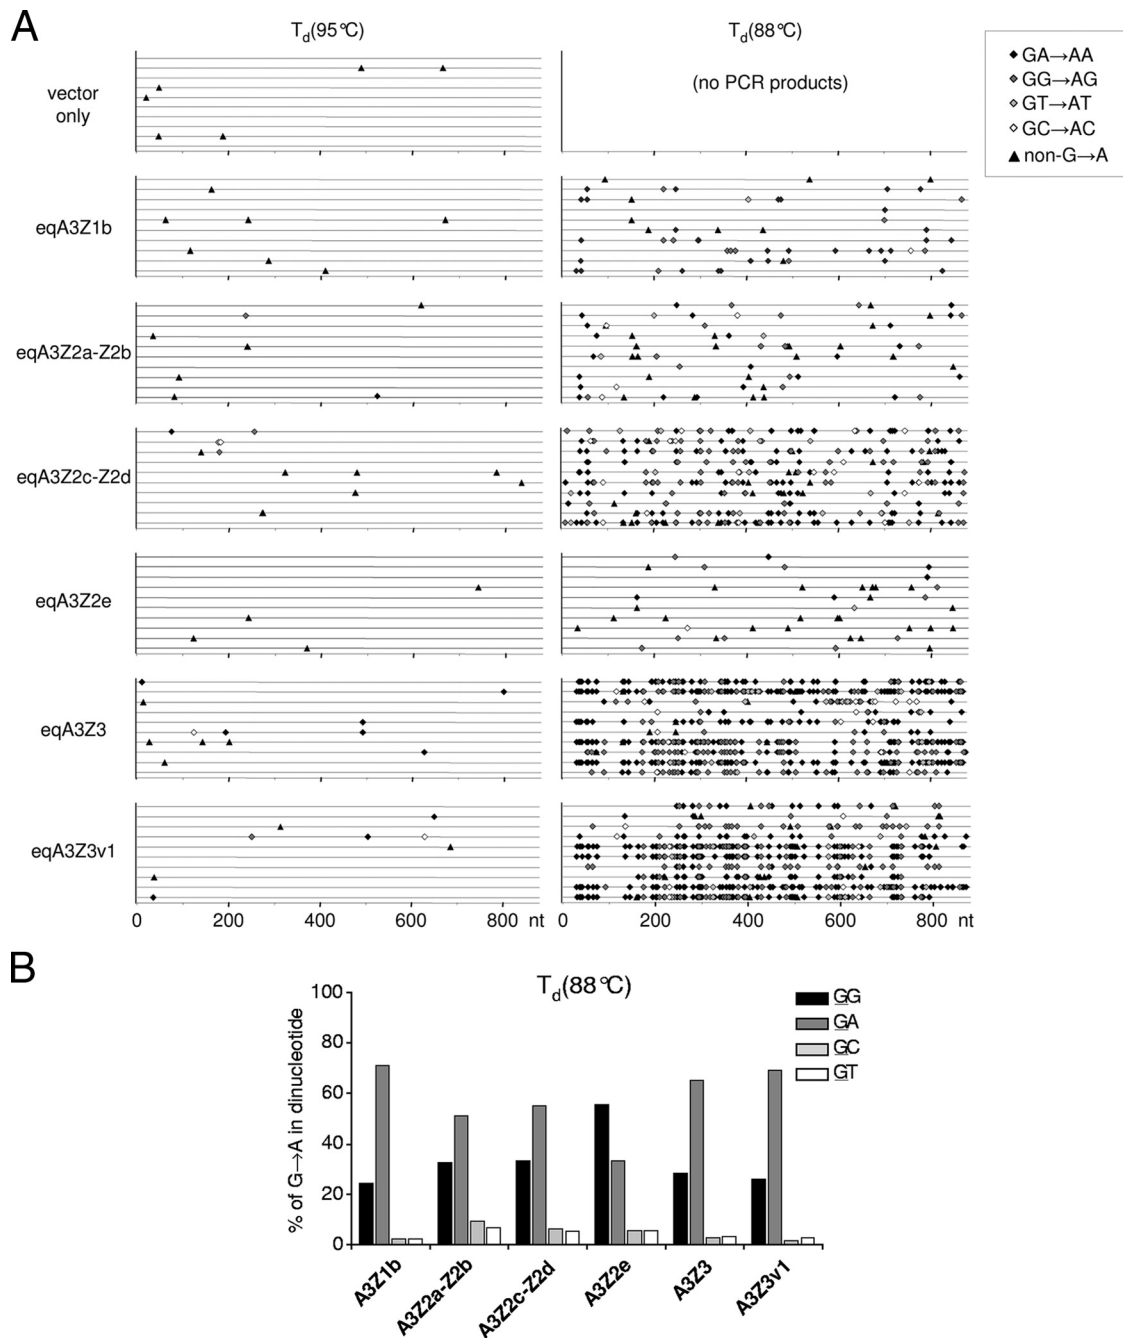 A
T_d(95°C)
T_d(88°C)
GA→AA
GG→AG
GT→AT
GC→AC
non-G→A
vector
only
(no PCR products)
eqA3Z1b
eqA3Z2a-Z2b
eqA3Z2c-Z2d
eqA3Z2e
eqA3Z3
eqA3Z3v1
0 200 400 600 800 nt
0 200 400 600 800 nt
B
T_d(88°C)
GG
GA
GC
GT
% of G→A in dinucleotide
100
80
60
40
20
0
A3Z1b
A3Z2a-Z2b
A3Z2c-Z2d
A3Z2e
A3Z3
A3Z3v1